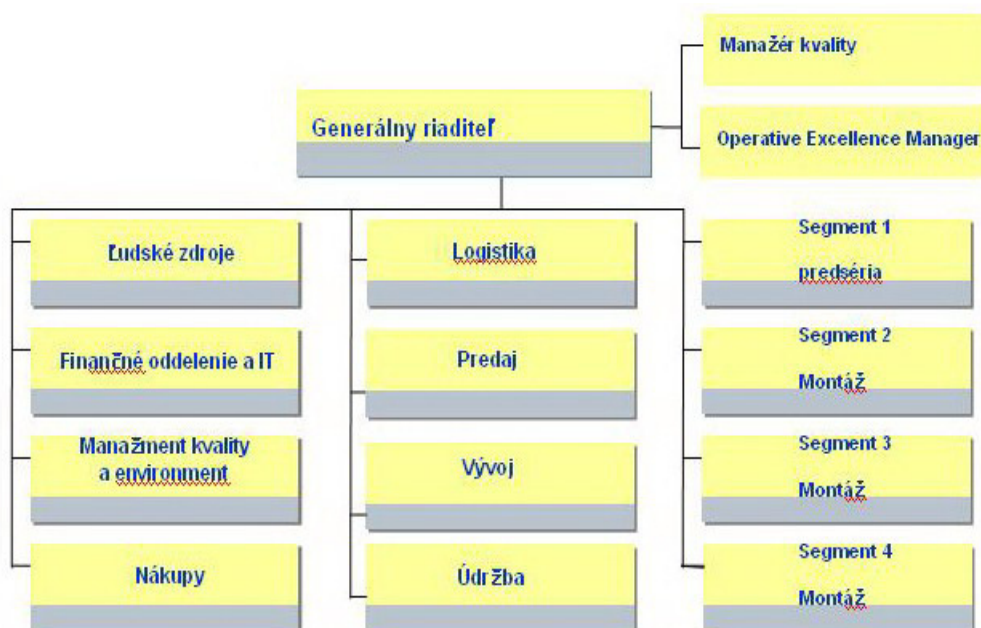 Manažér kvality
Generálny riaditeľ
Operative Excellence Manager
Ľudské zdroje
Finančné oddelenie a IT
Manažment kvality
a environment
Nákupy
Logistika
Predaj
Vývoj
Údržba
Segment 1
predséria
Segment 2
Montáž
Segment 3
Montáž
Segment 4
Montáž